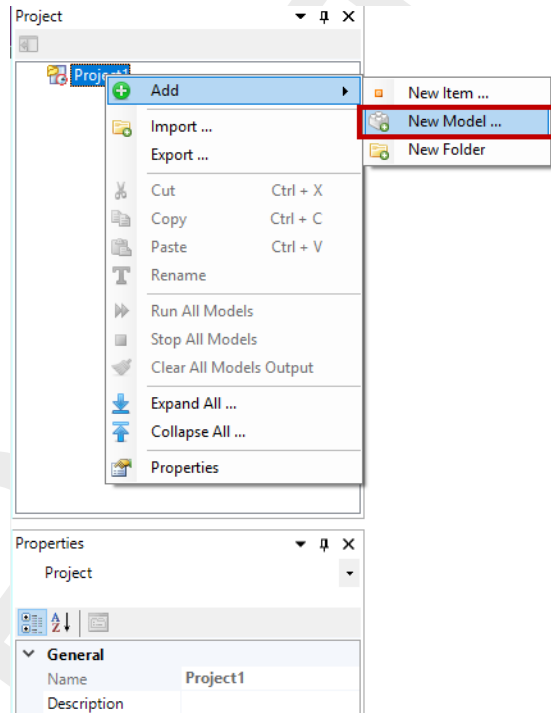 Project
Project1
Add
New Item ...
New Model ...
New Folder
Import ...
Export ...
Cut Ctrl + X
Copy Ctrl + C
Paste Ctrl + V
Rename
Run All Models
Stop All Models
Clear All Models Output
Expand All ...
Collapse All ...
Properties
Properties
Project
General
Name Project1
Description